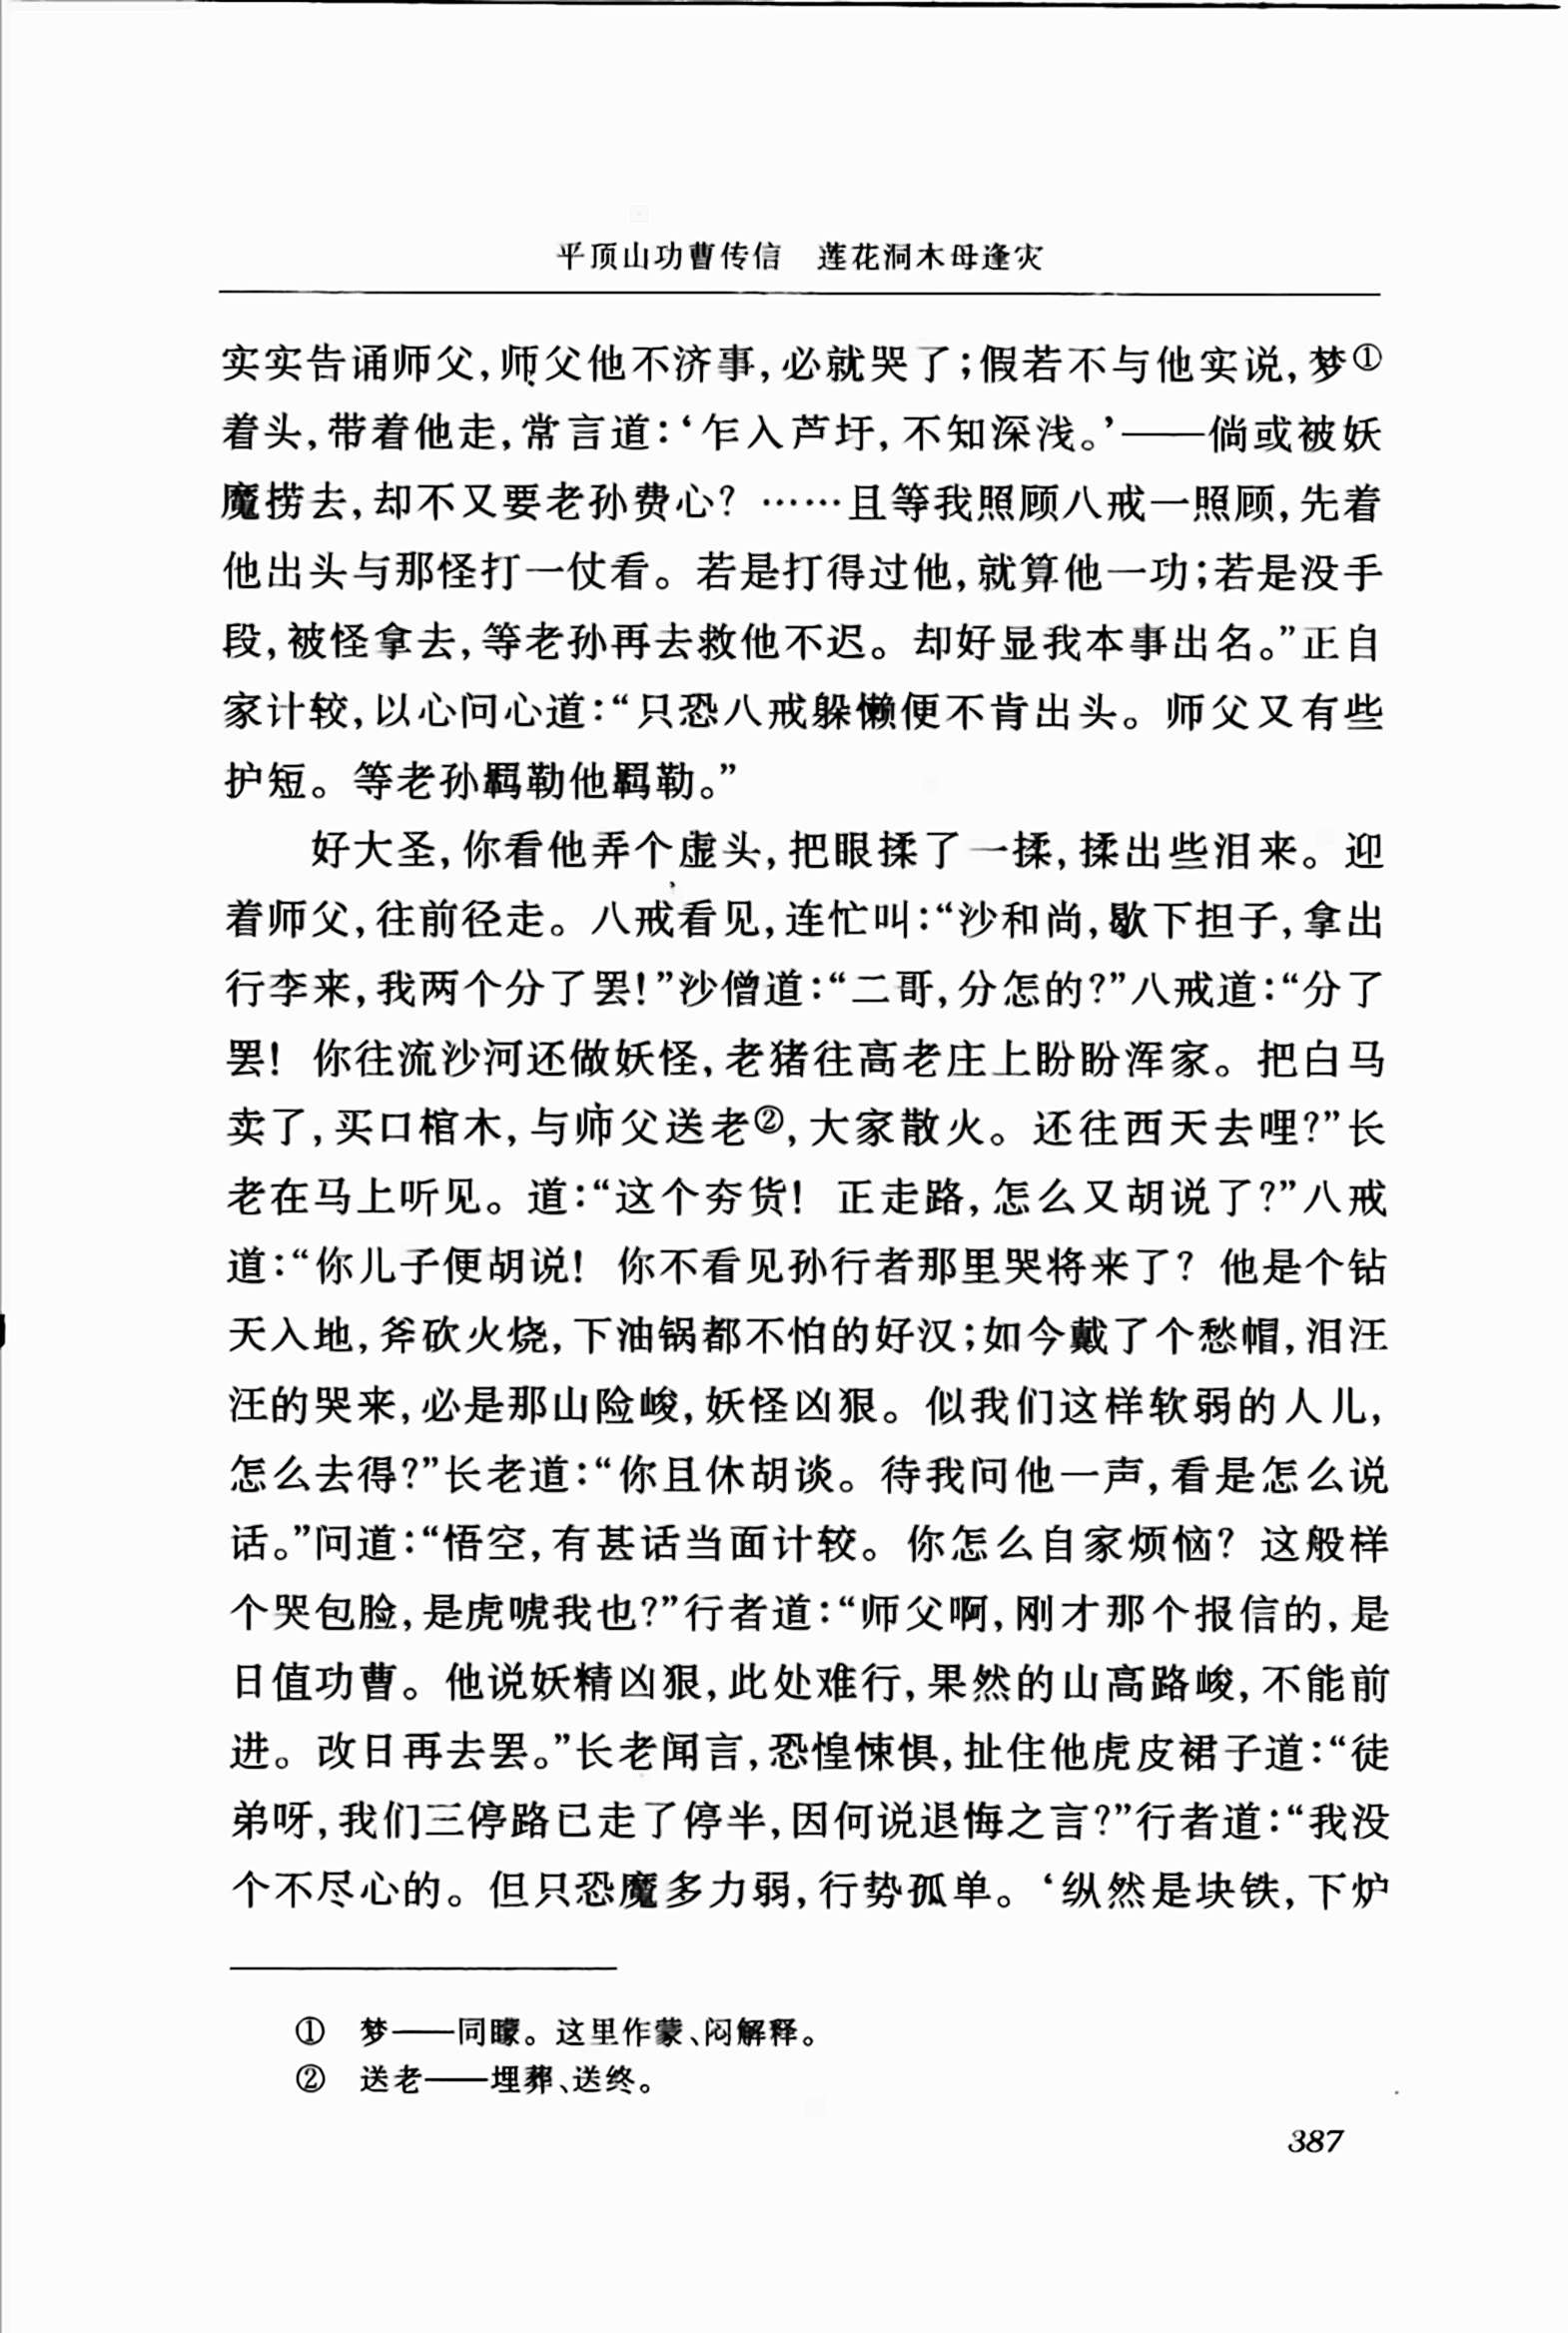 平顶山功曹传信　莲花洞木母逢灾
实实告诵师父，师父他不济事，必就哭了；假若不与他实说，梦①
着头，带着他走，常言道：‘乍入芦圩，不知深浅。’——倘或被妖
魔捞去，却不又要老孙费心？……且等我照顾八戒一照顾，先着
他出头与那怪打一仗看。若是打得过他，就算他一功；若是没手
段，被怪拿去，等老孙再去救他不迟。却好显我本事出名。”正自
家计较，以心问心道：“只恐八戒躲懒便不肯出头。师父又有些
护短。等老孙羁勒他羁勒。”
好大圣，你看他弄个虚头，把眼揉了一揉，揉出些泪来。迎
着师父，往前径走。八戒看见，连忙叫：“沙和尚，歇下担子，拿出
行李来，我两个分了罢！”沙僧道：“二哥，分怎的？”八戒道：“分了
罢！你往流沙河还做妖怪，老猪往高老庄上盼盼浑家。把白马
卖了，买口棺木，与师父送老②，大家散火。还往西天去哩？”长
老在马上听见。道：“这个夯货！正走路，怎么又胡说了？”八戒
道：“你儿子便胡说！你不看见孙行者那里哭将来了？他是个钻
天入地，斧砍火烧，下油锅都不怕的好汉；如今戴了个愁帽，泪汪
汪的哭来，必是那山险峻，妖怪凶狠。似我们这样软弱的人儿，
怎么去得？”长老道：“你且休胡谈。待我问他一声，看是怎么说
话。”问道：“悟空，有甚话当面计较。你怎么自家烦恼？这般样
个哭包脸，是虎唬我也？”行者道：“师父啊，刚才那个报信的，是
日值功曹。他说妖精凶狠，此处难行，果然的山高路峻，不能前
进。改日再去罢。”长老闻言，恐惶悚惧，扯住他虎皮裙子道：“徒
弟呀，我们三停路已走了停半，因何说退悔之言？”行者道：“我没
个不尽心的。但只恐魔多力弱，行势孤单。‘纵然是块铁，下炉
①　梦——同矇。这里作蒙、闷解释。
②　送老——埋葬、送终。
387